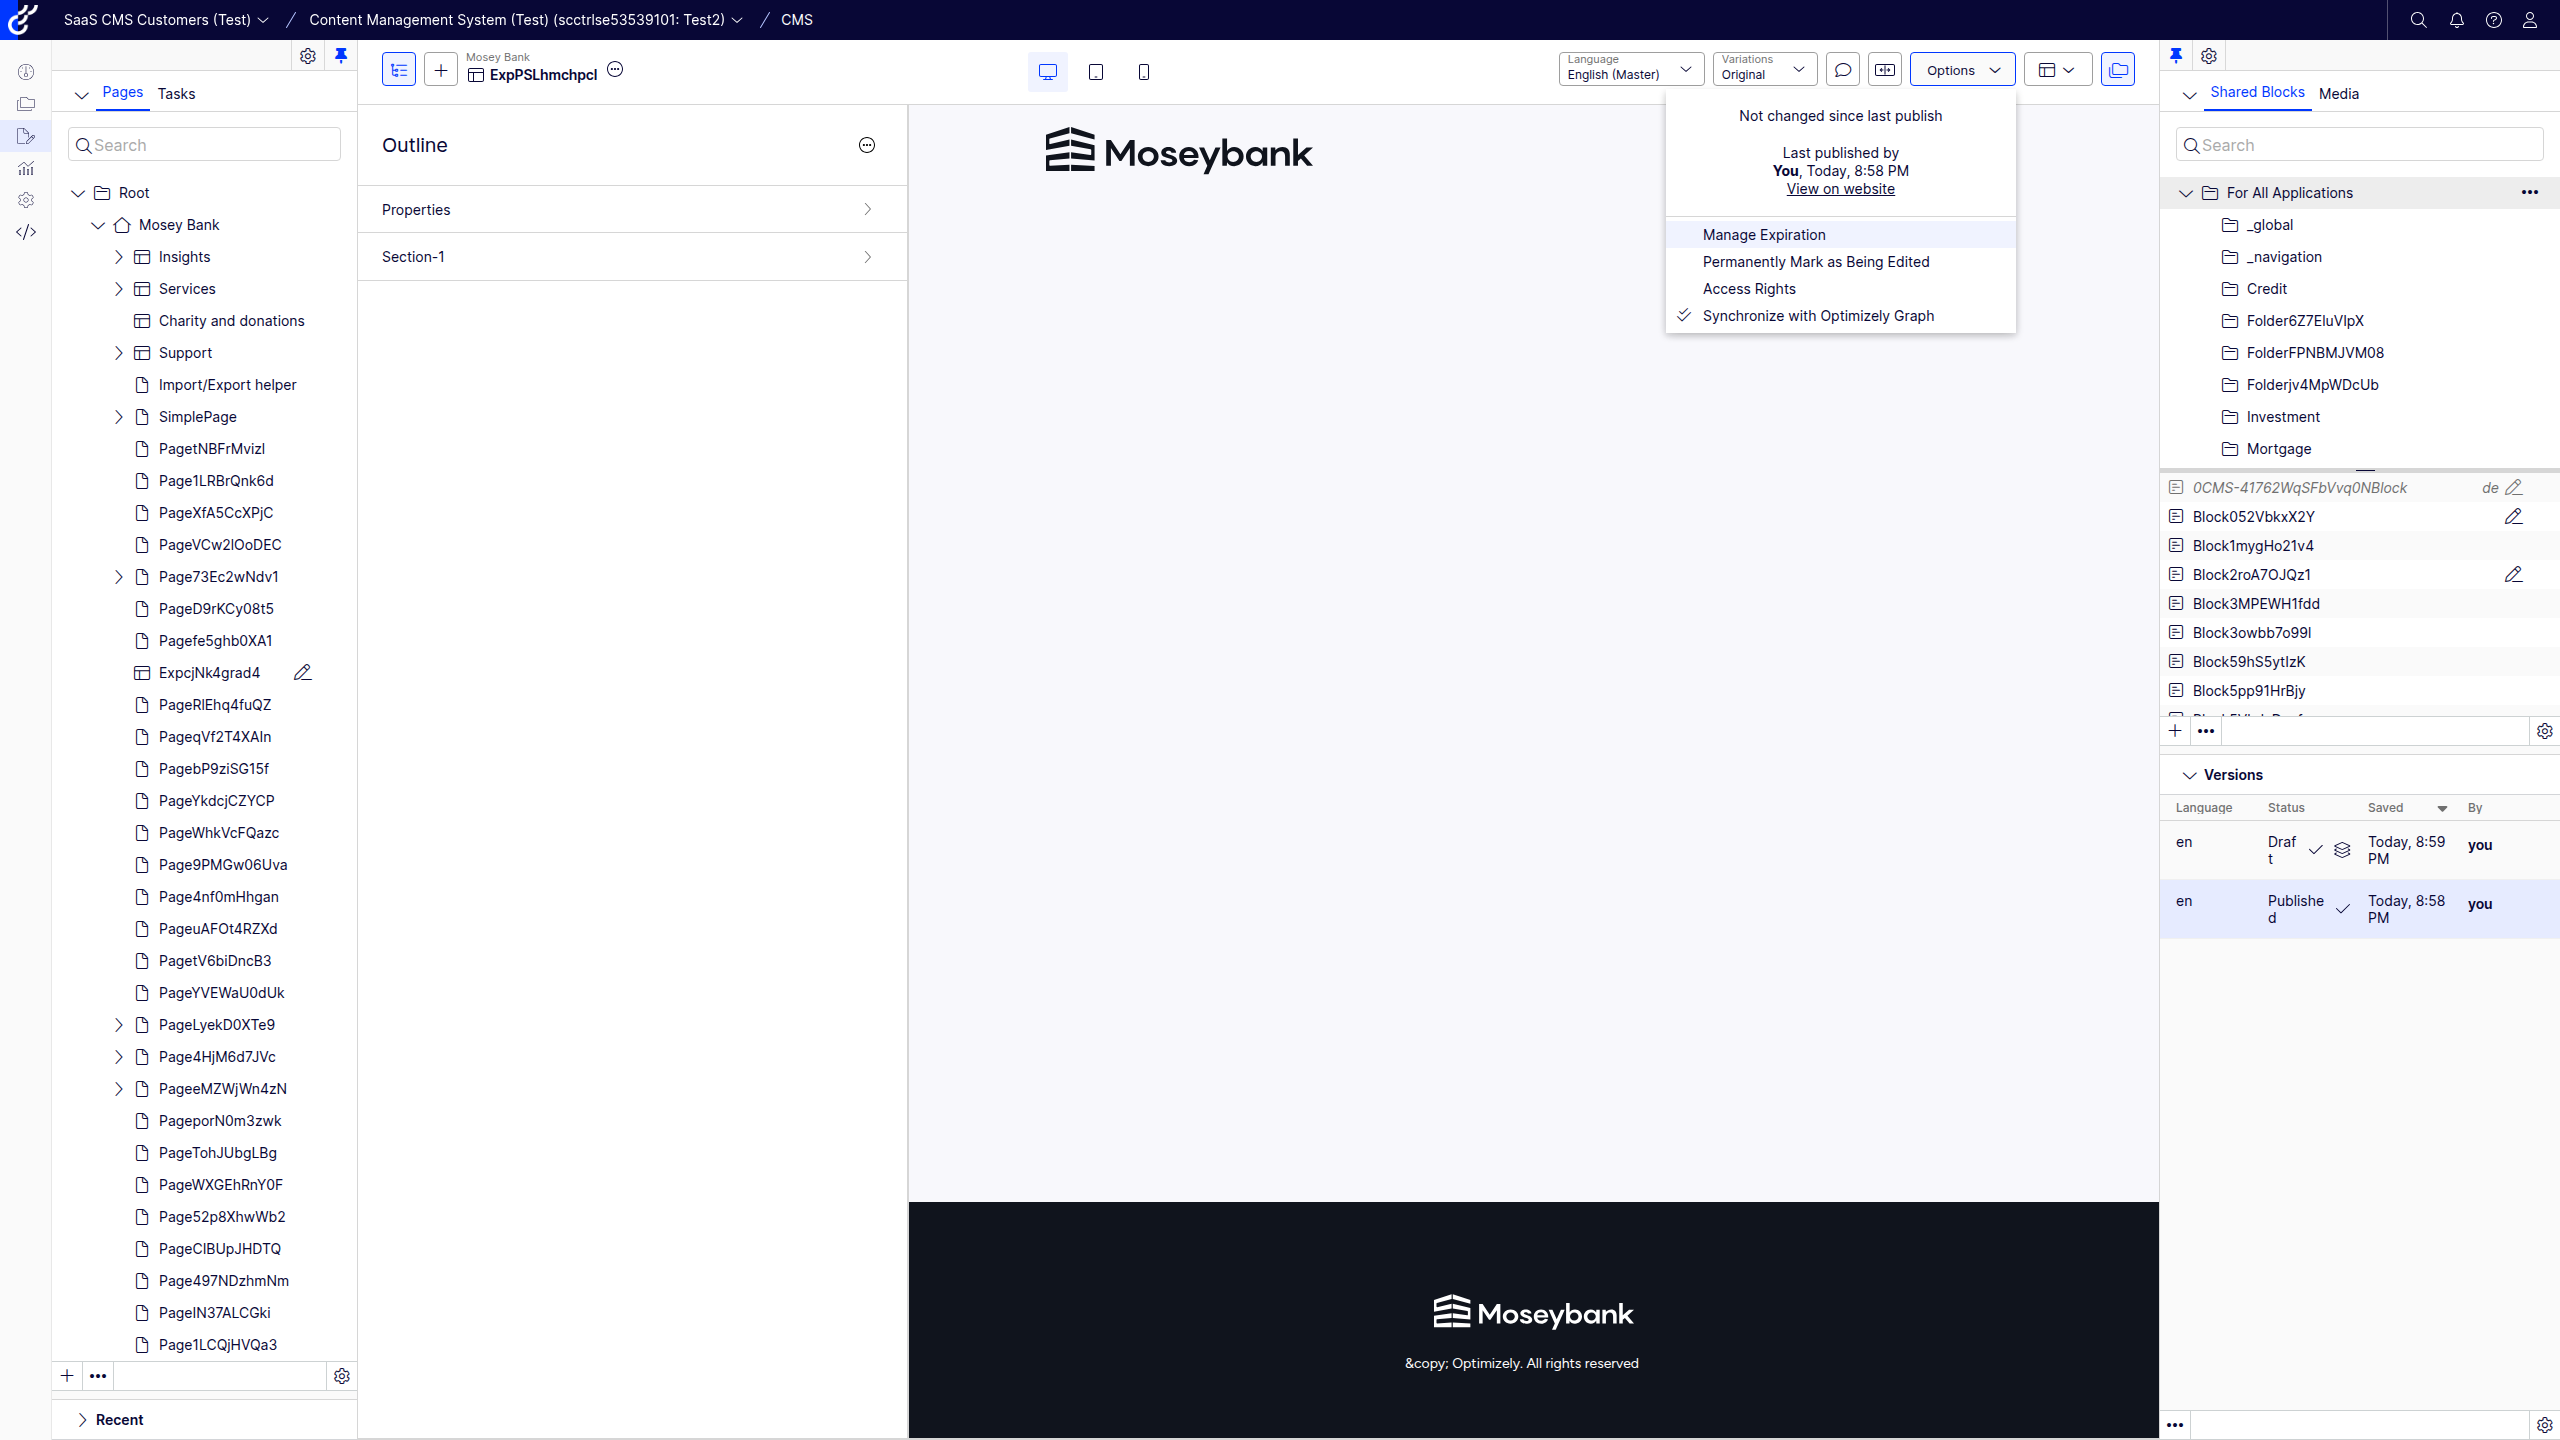 SaaS CMS Customers (Test)
Content Management System (Test) (scctrlse53539101: Test2)
CMS
Pages
Tasks
Search
Root
Mosey Bank
Insights
Services
Charity and donations
Support
Import/Export helper
SimplePage
PagetNBFrMvizI
Page1LRBrQnk6d
PageXfA5CcXPjC
PageVCw2lOoDEC
Page73Ec2wNdv1
PageD9rKCy08t5
Pagefe5ghb0XA1
ExpcjNk4grad4
PageRlEhq4fuQZ
PageqVf2T4XAln
PagebP9ziSG15f
PageYkdcjCZYCP
PageWhkVcFQazc
Page9PMGw06Uva
Page4nf0mHhgan
PageuAFOt4RZXd
PagetV6biDncB3
PageYVEWaU0dUk
PageLyekD0XTe9
Page4HjM6d7JVc
PageeMZWjWn4zN
PageporN0m3zwk
PageTohJUbgLBg
PageWXGEhRnY0F
Page52p8XhwWb2
PageClBUpJHDTQ
Page497NDzhmNm
PageIN37ALCGki
Page1LCQjHVQa3
Recent
Mosey Bank
ExpPSLhmchpcl
Language
English (Master)
Variations
Original
Options
Outline
Properties
Section-1
Moseybank
Not changed since last publish
Last published by
You, Today, 8:58 PM
View on website
Manage Expiration
Permanently Mark as Being Edited
Access Rights
Synchronize with Optimizely Graph
Moseybank
&copy; Optimizely. All rights reserved
Shared Blocks
Media
Search
For All Applications
_global
_navigation
Credit
Folder6Z7EluVlpX
FolderFPNBMJVM08
Folderjv4MpWDcUb
Investment
Mortgage
0CMS-41762WqSFbVvq0NBlock de
Block052VbkxX2Y
Block1mygHo21v4
Block2roA7OJQz1
Block3MPEWH1fdd
Block3owbb7o99l
Block59hS5ytIzK
Block5pp91HrBjy
Versions
Language Status Saved By
en Draft Today, 8:59 PM you
en Published Today, 8:58 PM you